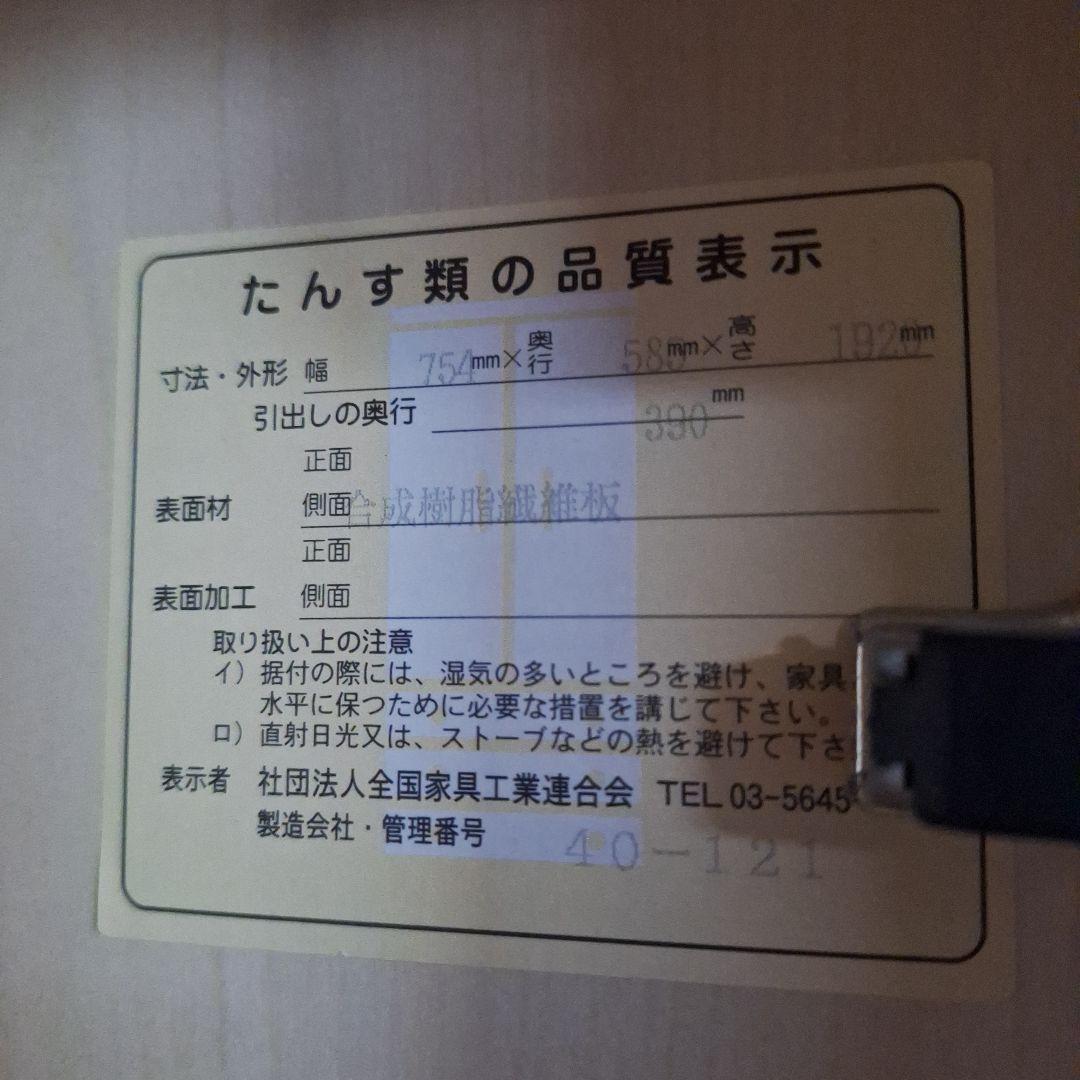 たんす類の品質表示
寸法・外形 幅 754mm×奥行 585mm×高さ 1920mm
引出しの奥行 390mm
正面
表面材 側面 合成樹脂繊維板
正面
表面加工 側面
取り扱い上の注意
イ）据付の際には、湿気の多いところを避け、家具
水平に保つために必要な措置を講じて下さい。
ロ）直射日光又は、ストーブなどの熱を避けて下さ
表示者 社団法人全国家具工業連合会 TEL 03-5645
製造会社・管理番号 40-121